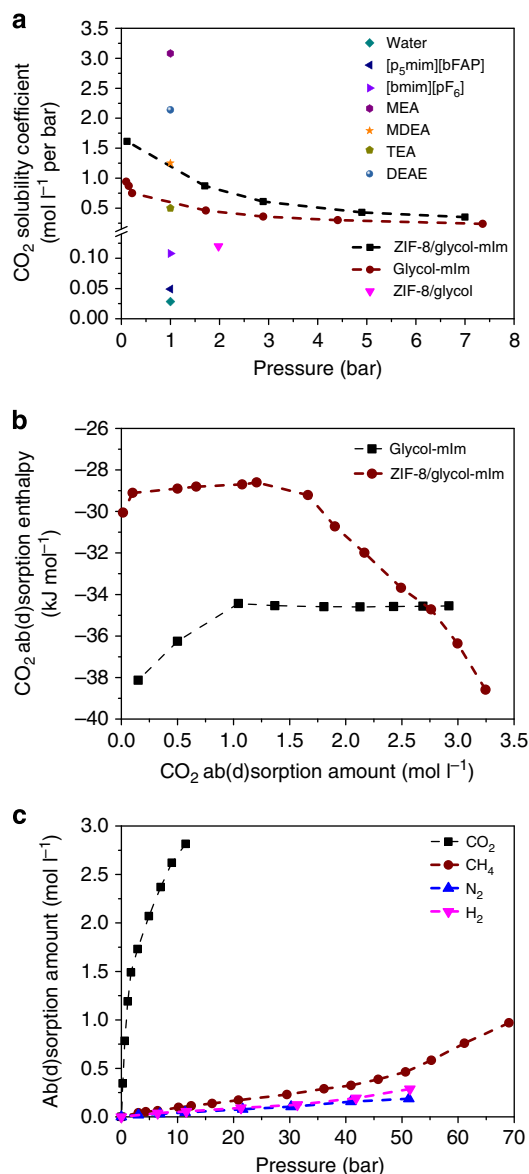 a
CO₂ solubility coefficient
(mol l⁻¹ per bar)
3.5
3.0
2.5
2.0
1.5
1.0
0.5
0.10
0.05
0.00
Water
[p₅mim][bFAP]
[bmim][pF₆]
MEA
MDEA
TEA
DEAE
ZIF-8/glycol-mIm
Glycol-mIm
ZIF-8/glycol
0 1 2 3 4 5 6 7 8
Pressure (bar)
b
CO₂ ab(d)sorption enthalpy
(kJ mol⁻¹)
−26
−28
−30
−32
−34
−36
−38
−40
Glycol-mIm
ZIF-8/glycol-mIm
0.0 0.5 1.0 1.5 2.0 2.5 3.0 3.5
CO₂ ab(d)sorption amount (mol l⁻¹)
c
Ab(d)sorption amount (mol l⁻¹)
3.0
2.5
2.0
1.5
1.0
0.5
0.0
CO₂
CH₄
N₂
H₂
0 10 20 30 40 50 60 70
Pressure (bar)